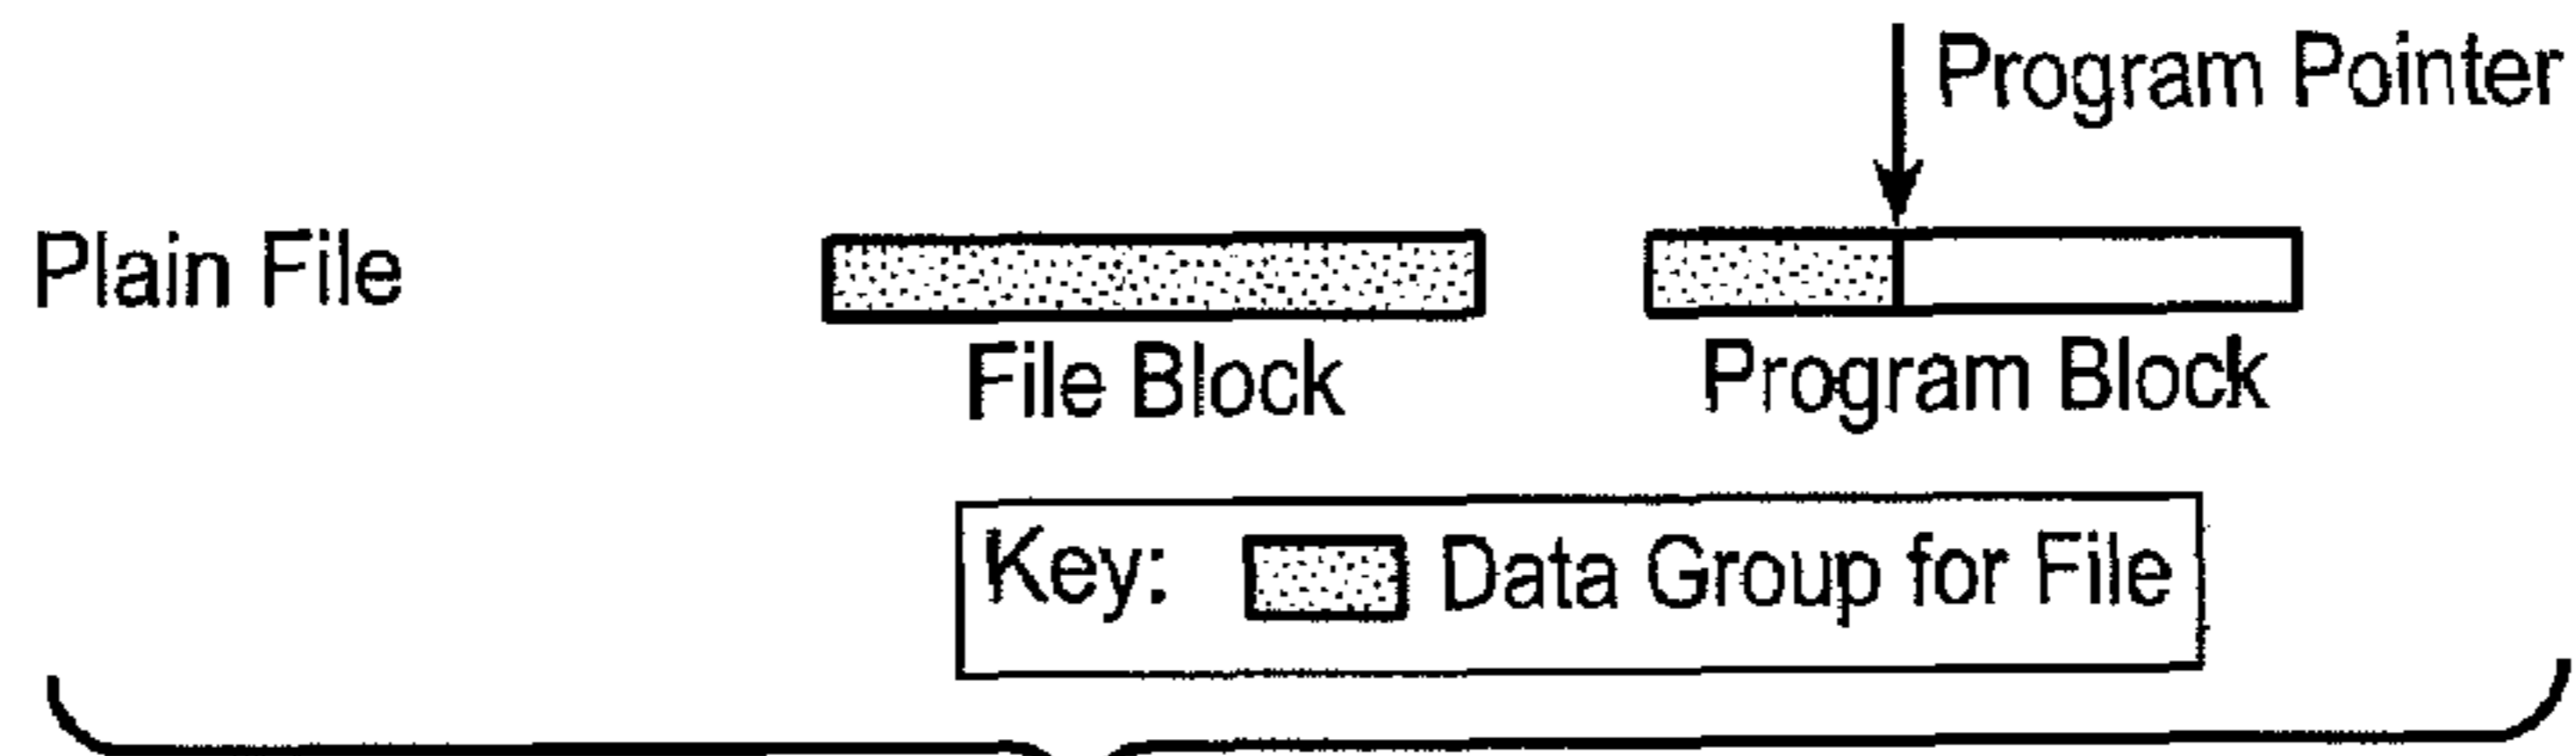 Program Pointer
Plain File
File Block
Program Block
Key: Data Group for File